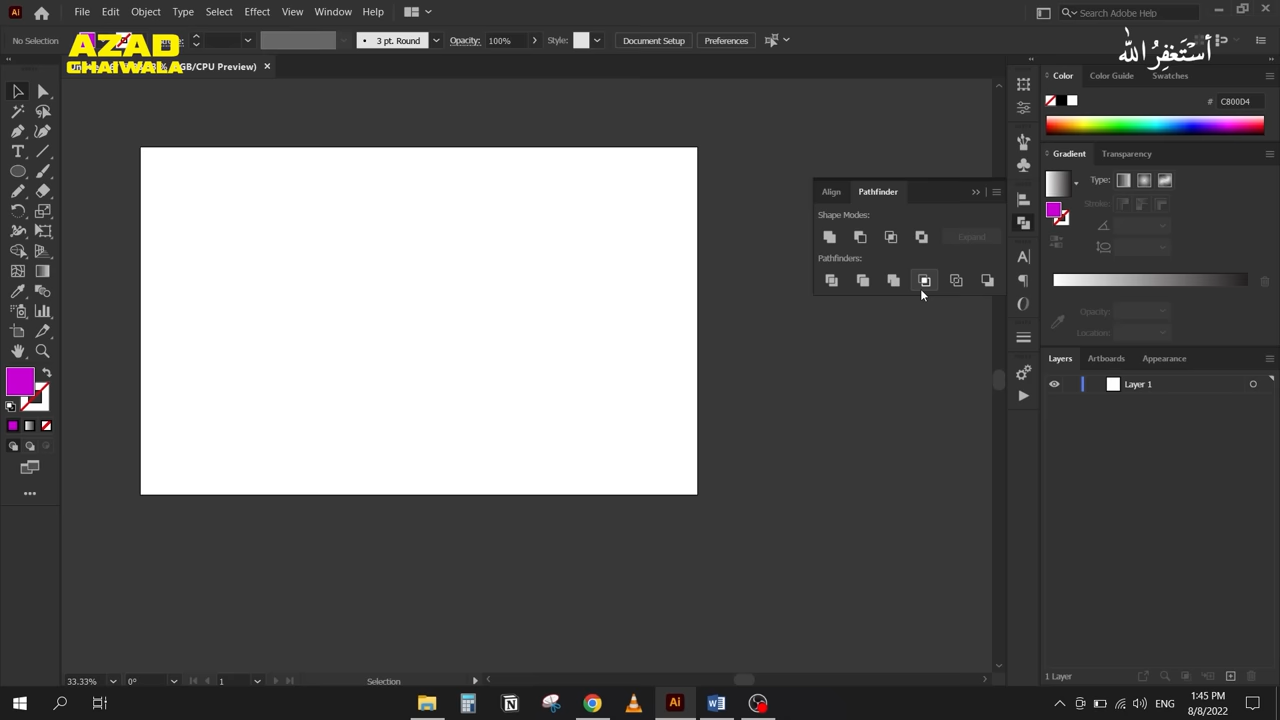 Ai File Edit Object Type Select Effect View Window Help Search Adobe Help
No Selection 3 pt. Round Opacity: 100% Style: Document Setup Preferences
AZAD
CHAIWALA
أستغفر الله
GB/CPU Preview) ×
Color Color Guide Swatches
# C800D4
Gradient Transparency
Type:
Stroke:
Align Pathfinder
Shape Modes:
Expand
Pathfinders:
Opacity:
Location:
Layers Artboards Appearance
Layer 1
33.33% 0° 1 Selection
1 Layer
Ai
ENG
1:45 PM
8/8/2022